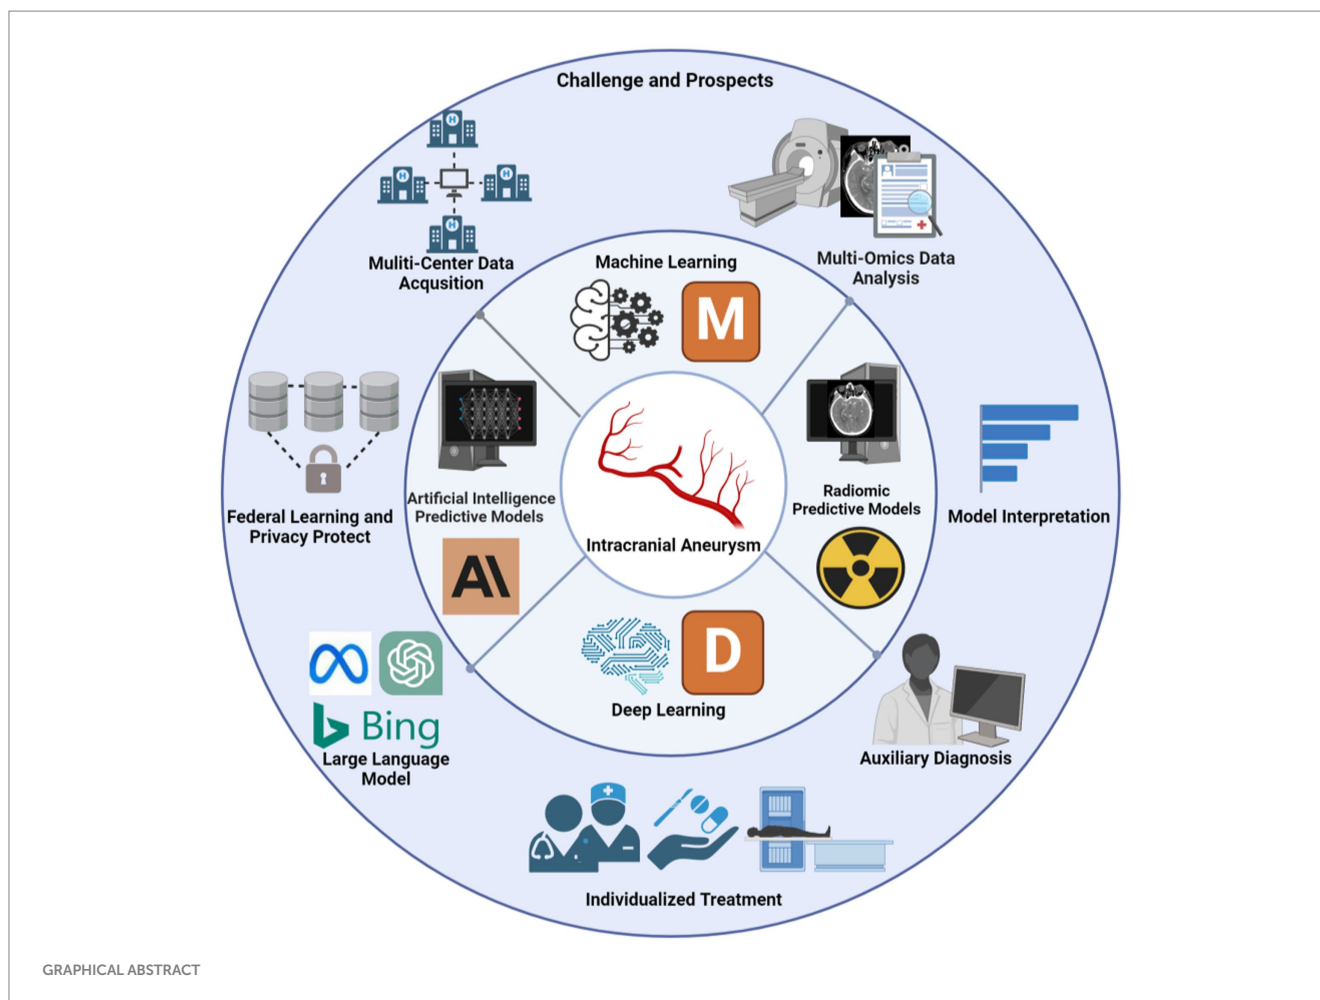 Challenge and Prospects
H
H
H
H
Muliti-Center Data
Acqusition
Multi-Omics Data
Analysis
Machine Learning
M
Artificial Intelligence
Predictive Models
A\
Radiomic
Predictive Models
Intracranial Aneurysm
Federal Learning and
Privacy Protect
Model Interpretation
D
Deep Learning
Bing
Large Language
Model
Auxiliary Diagnosis
Individualized Treatment
GRAPHICAL ABSTRACT